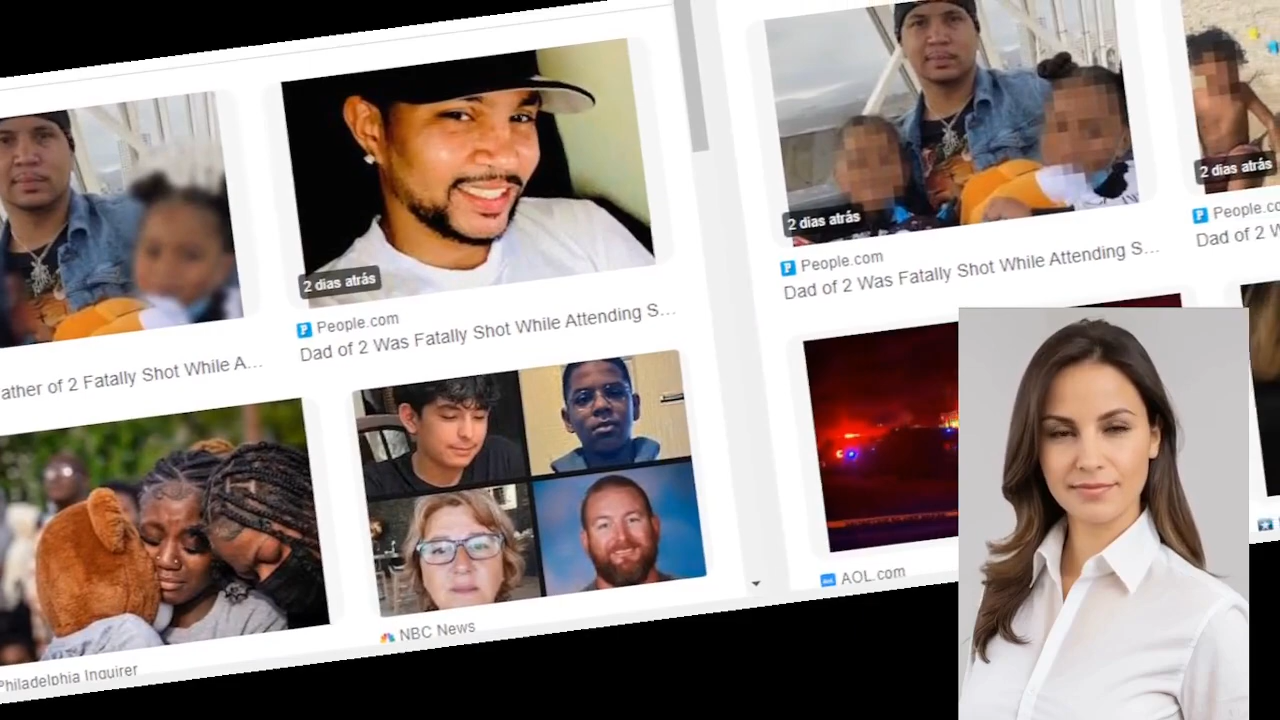 ather of 2 Fatally Shot While A...
2 dias atrás
People.com
Dad of 2 Was Fatally Shot While Attending S...
2 dias atrás
People.com
Dad of 2 Was Fatally Shot While Attending S...
2 dias atrás
People.co
Dad of 2 W
Philadelphia Inquirer
NBC News
Aol.
AOL.com